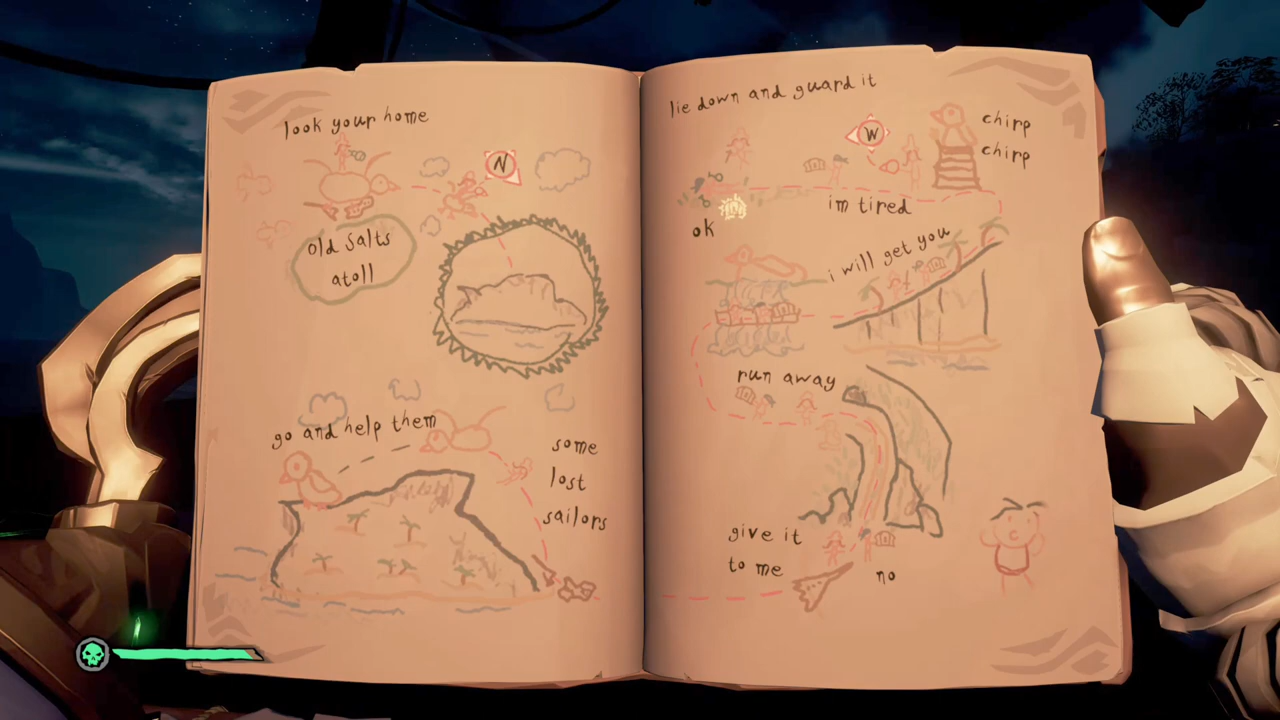 look your home
N
old salts
atoll
go and help them
some
lost
sailors
lie down and guard it
W
chirp
chirp
im tired
ok
i will get you
run away
give it
to me
no